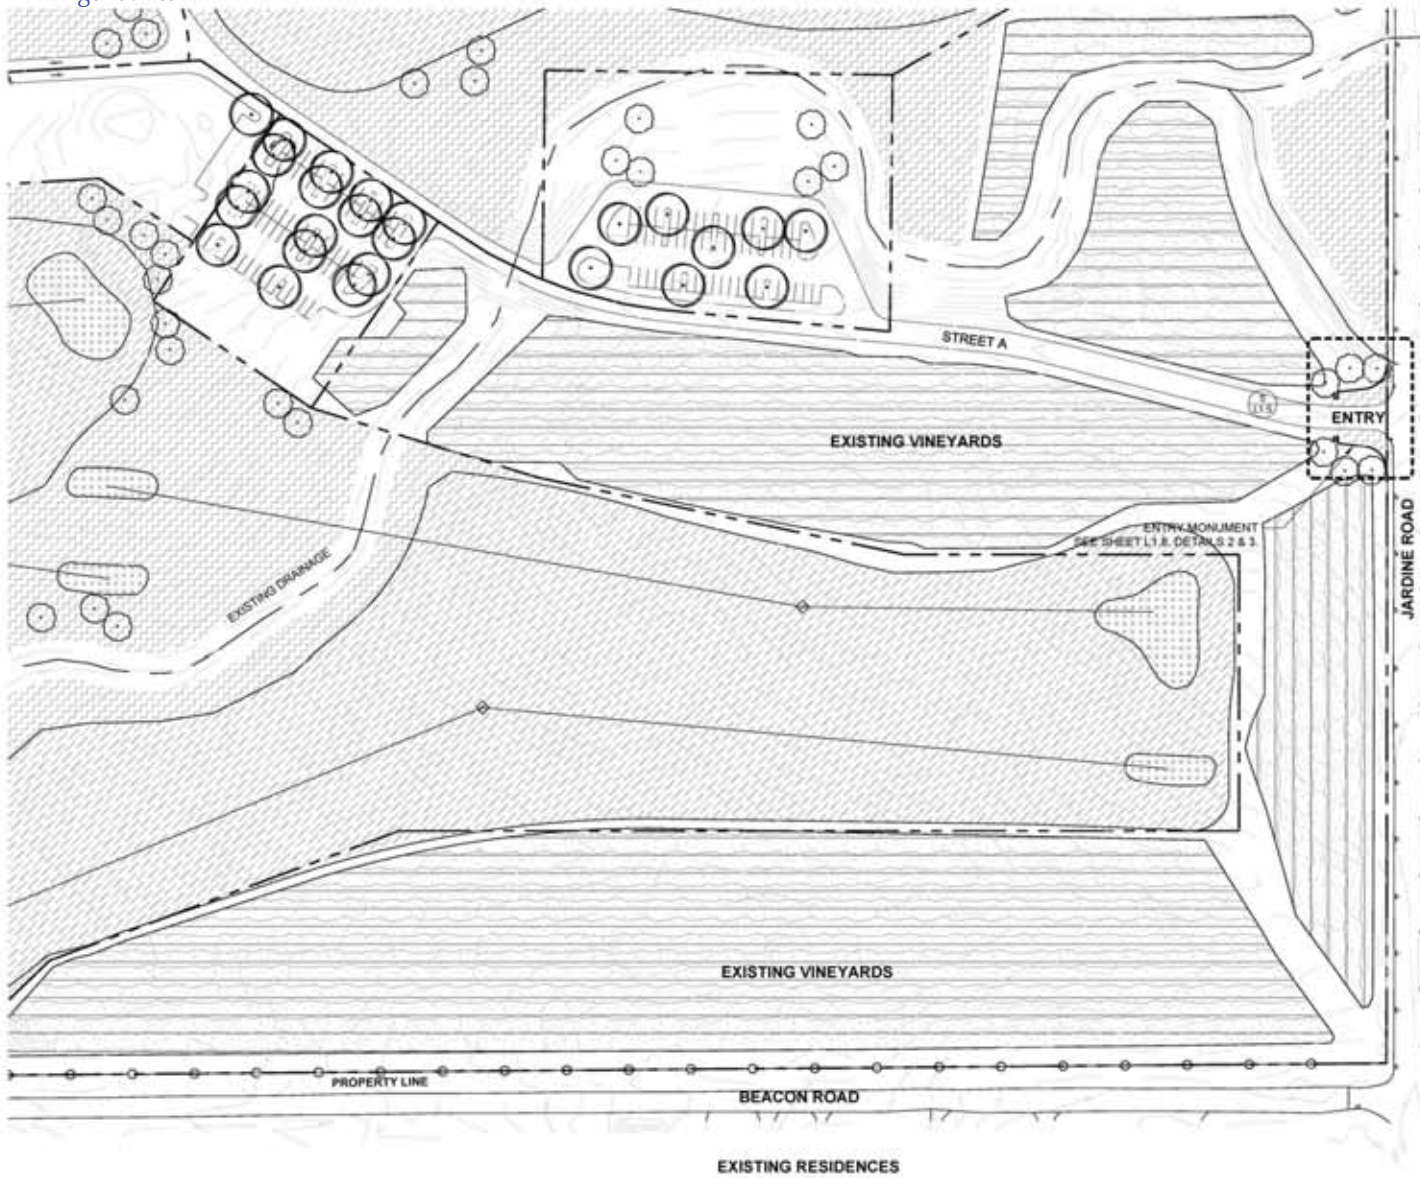 STREET A
ENTRY
EXISTING VINEYARDS
ENTRY MONUMENT
SEE SHEET L1.8, DETAILS 2 & 3.
JARDINE ROAD
EXISTING DRAINAGE
EXISTING VINEYARDS
PROPERTY LINE
BEACON ROAD
EXISTING RESIDENCES